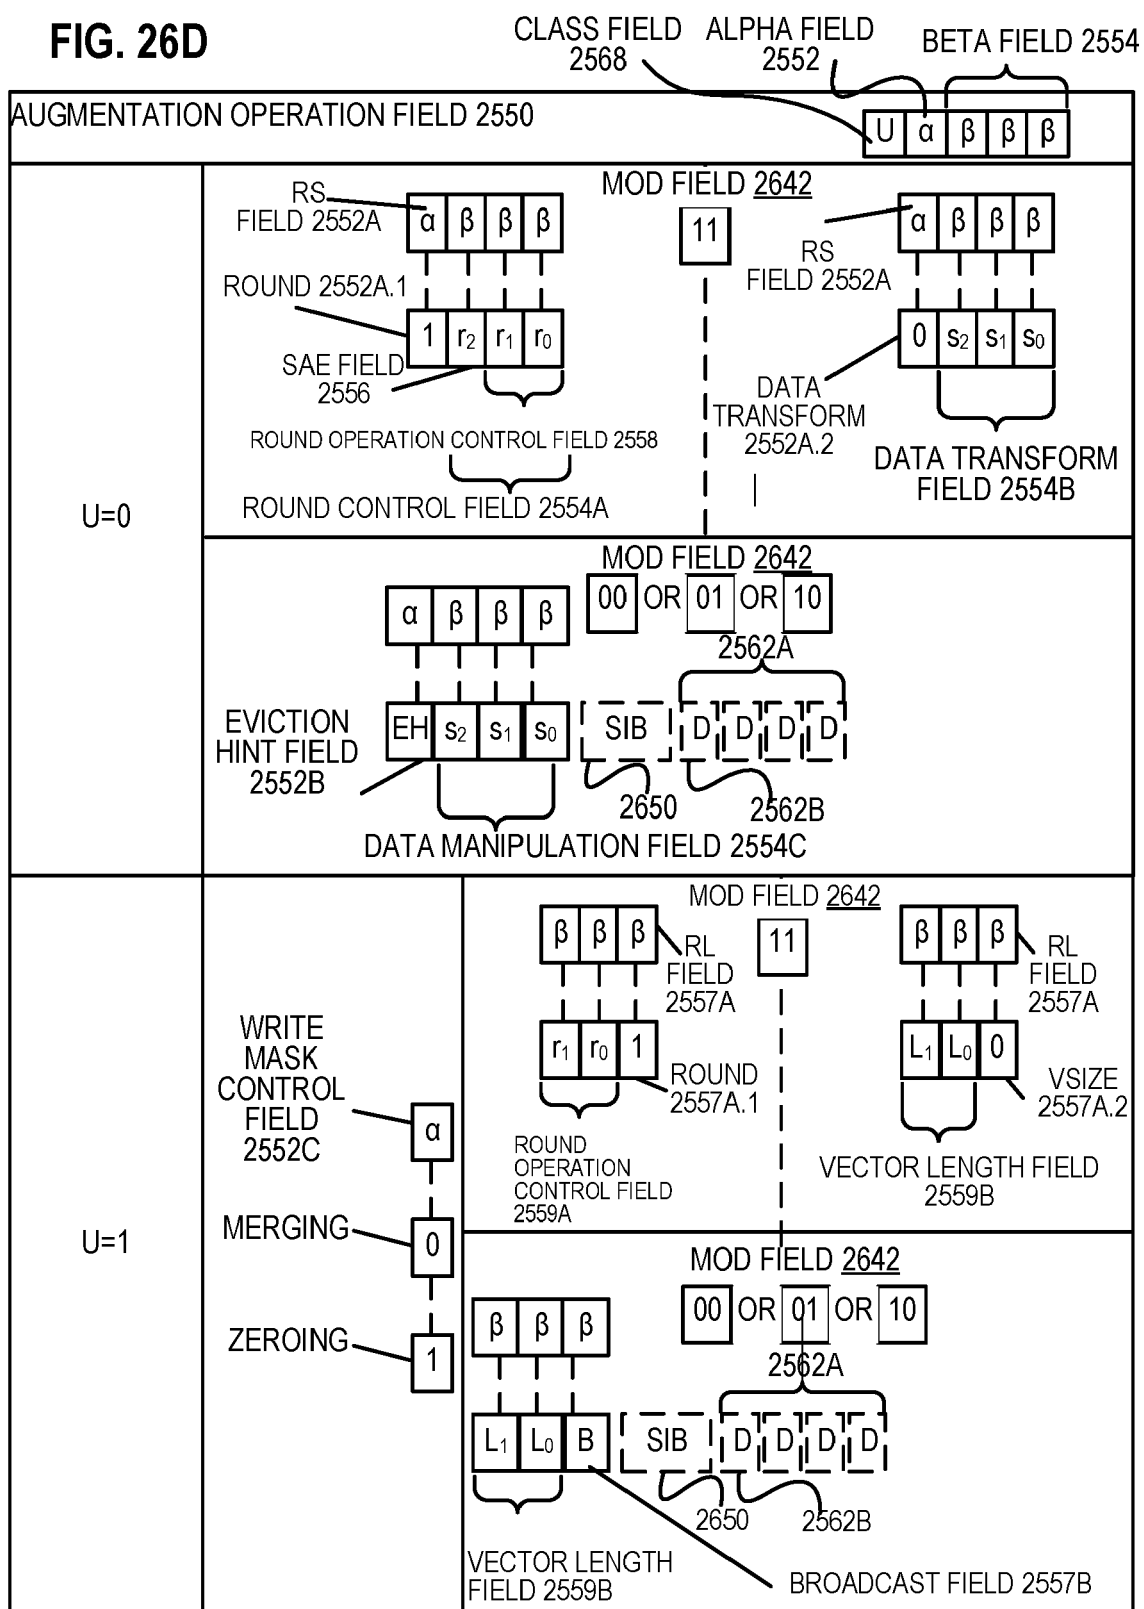 FIG. 26D
CLASS FIELD
2568
ALPHA FIELD
2552
BETA FIELD 2554
AUGMENTATION OPERATION FIELD 2550
U α β β β
U=0
MOD FIELD 2642
11
RS
FIELD 2552A
α β β β
ROUND 2552A.1
1 r2 r1 r0
SAE FIELD
2556
ROUND OPERATION CONTROL FIELD 2558
ROUND CONTROL FIELD 2554A
α β β β
RS
FIELD 2552A
0 s2 s1 s0
DATA
TRANSFORM
2552A.2
DATA TRANSFORM
FIELD 2554B
MOD FIELD 2642
00 OR 01 OR 10
α β β β
2562A
EH s2 s1 s0
SIB D D D D
EVICTION
HINT FIELD
2552B
2650
2562B
DATA MANIPULATION FIELD 2554C
U=1
WRITE
MASK
CONTROL
FIELD
2552C
α
MERGING
0
ZEROING
1
MOD FIELD 2642
11
β β β
RL
FIELD
2557A
r1 r0 1
ROUND
2557A.1
ROUND
OPERATION
CONTROL FIELD
2559A
β β β
RL
FIELD
2557A
L1 L0 0
VSIZE
2557A.2
VECTOR LENGTH FIELD
2559B
MOD FIELD 2642
00 OR 01 OR 10
β β β
2562A
L1 L0 B
SIB D D D D
2650
2562B
VECTOR LENGTH
FIELD 2559B
BROADCAST FIELD 2557B